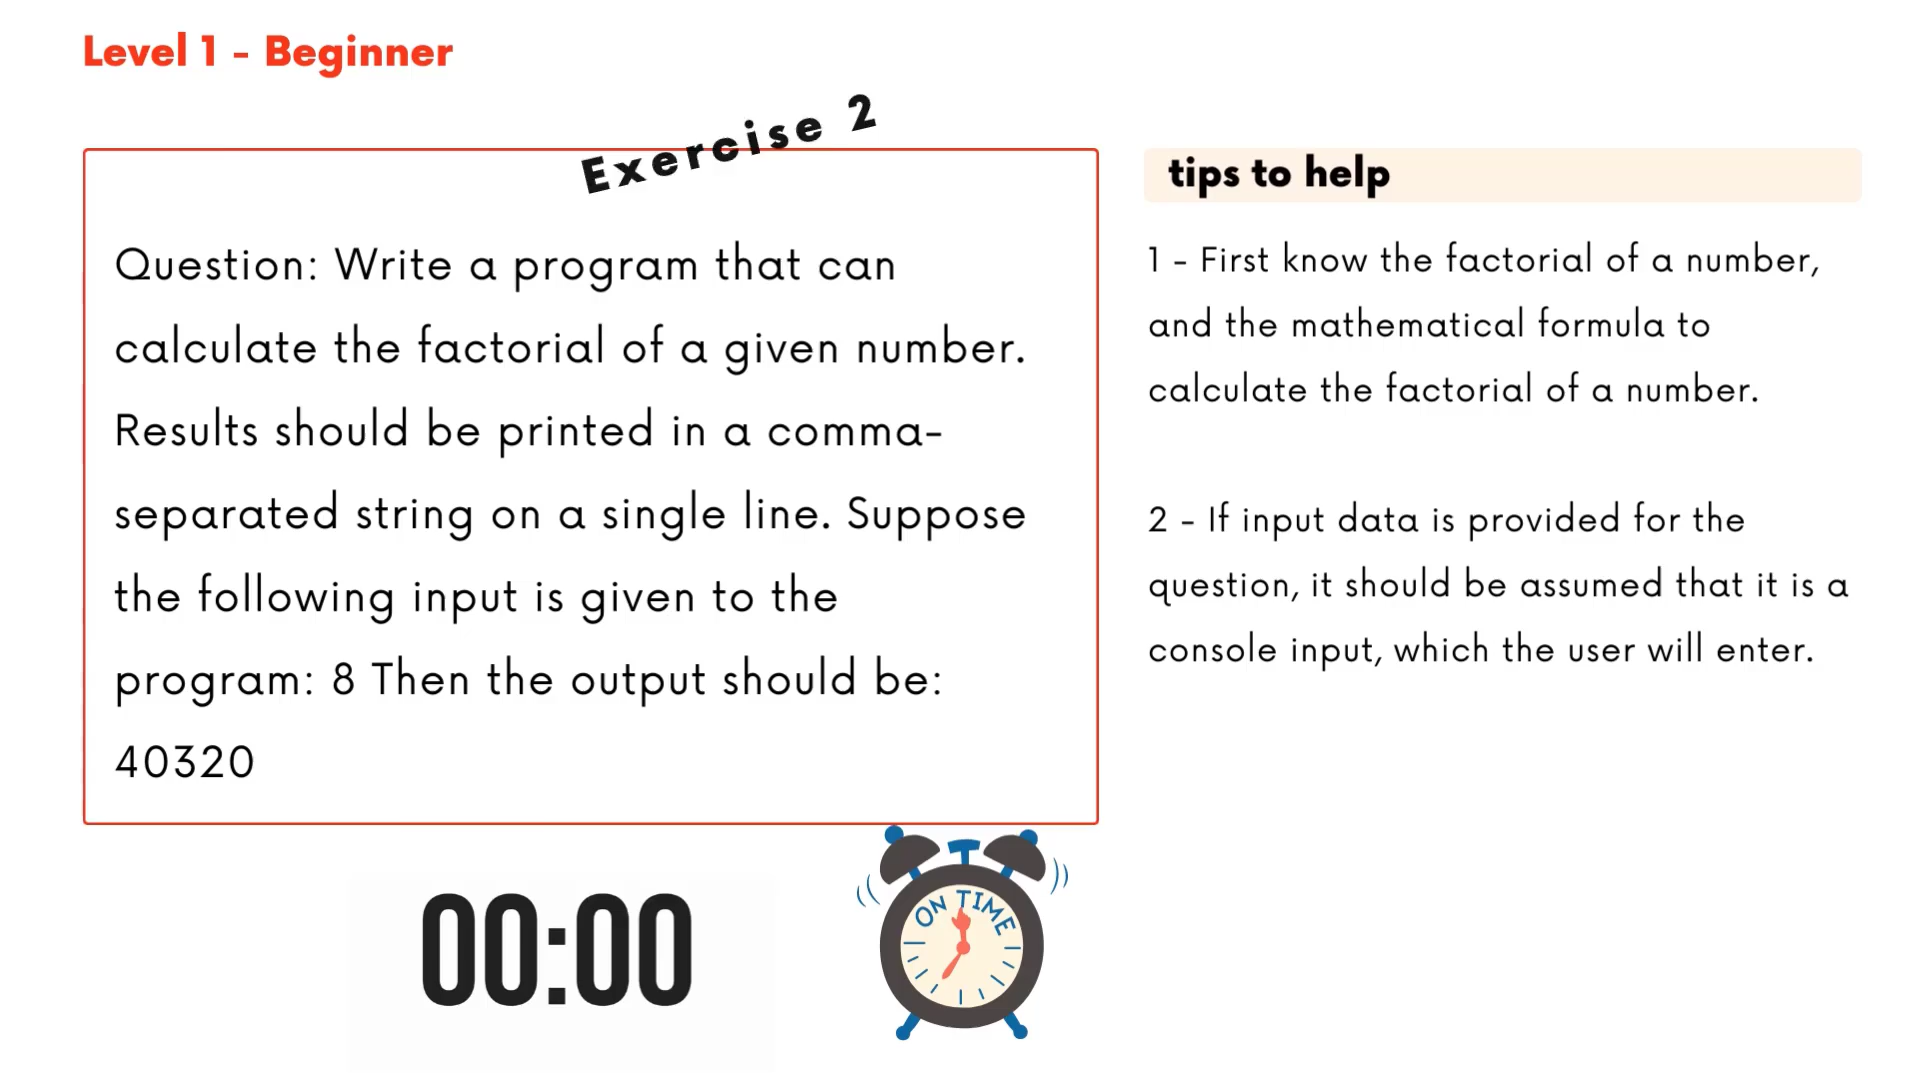 Level 1 - Beginner
Exercise 2
Question: Write a program that can
calculate the factorial of a given number.
Results should be printed in a comma-
separated string on a single line. Suppose
the following input is given to the
program: 8 Then the output should be:
40320
tips to help
1 - First know the factorial of a number,
and the mathematical formula to
calculate the factorial of a number.
2 - If input data is provided for the
question, it should be assumed that it is a
console input, which the user will enter.
00:00
ON TIME